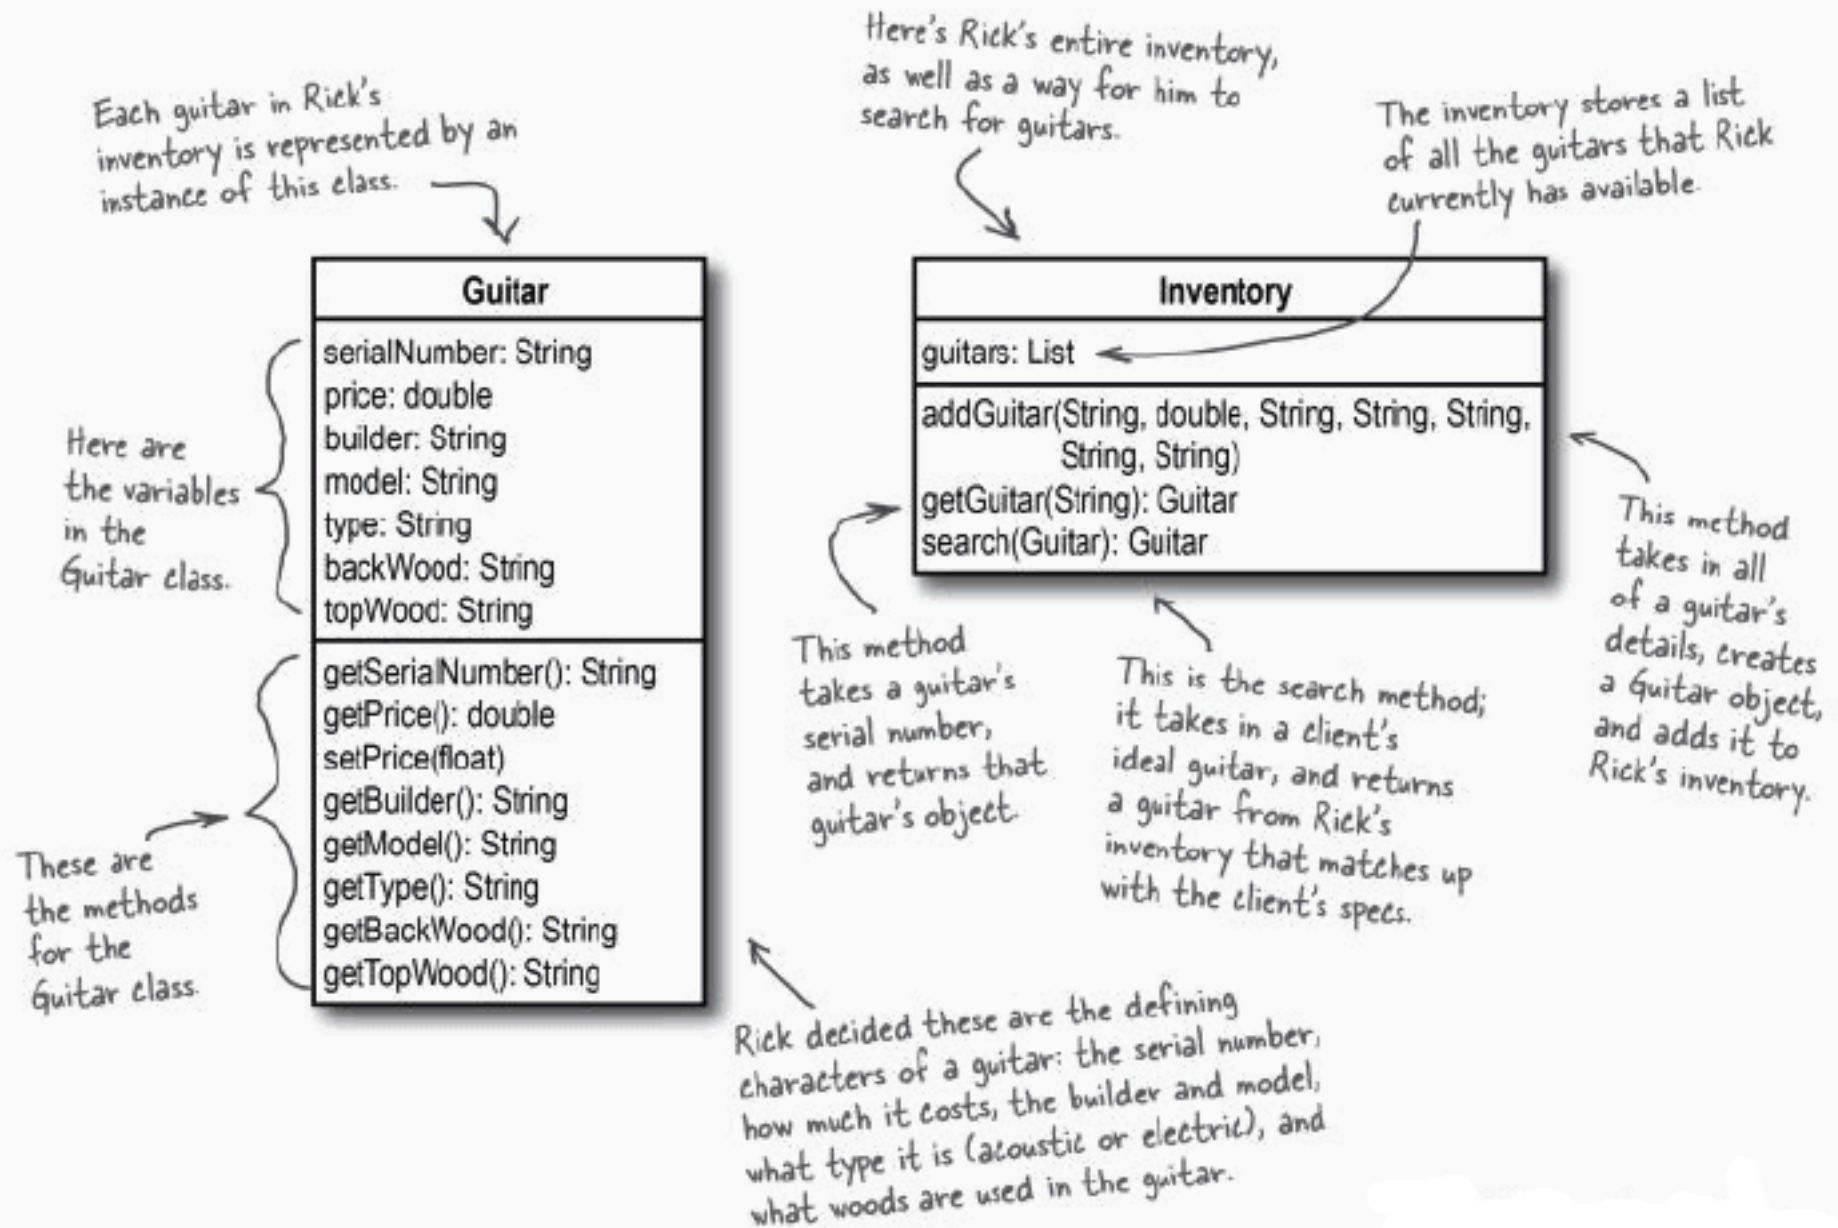 Here's Rick's entire inventory,
as well as a way for him to
search for guitars.
Each guitar in Rick's
inventory is represented by an
instance of this class.
The inventory stores a list
of all the guitars that Rick
currently has available.
Guitar
serialNumber: String
price: double
builder: String
model: String
type: String
backWood: String
topWood: String
getSerialNumber(): String
getPrice(): double
setPrice(float)
getBuilder(): String
getModel(): String
getType(): String
getBackWood(): String
getTopWood(): String
Here are
the variables
in the
Guitar class.
These are
the methods
for the
Guitar class.
Inventory
guitars: List
addGuitar(String, double, String, String, String,
String, String)
getGuitar(String): Guitar
search(Guitar): Guitar
This method
takes a guitar's
serial number,
and returns that
guitar's object.
This is the search method;
it takes in a client's
ideal guitar, and returns
a guitar from Rick's
inventory that matches up
with the client's specs.
This method
takes in all
of a guitar's
details, creates
a Guitar object,
and adds it to
Rick's inventory.
Rick decided these are the defining
characters of a guitar: the serial number,
how much it costs, the builder and model,
what type it is (acoustic or electric), and
what woods are used in the guitar.